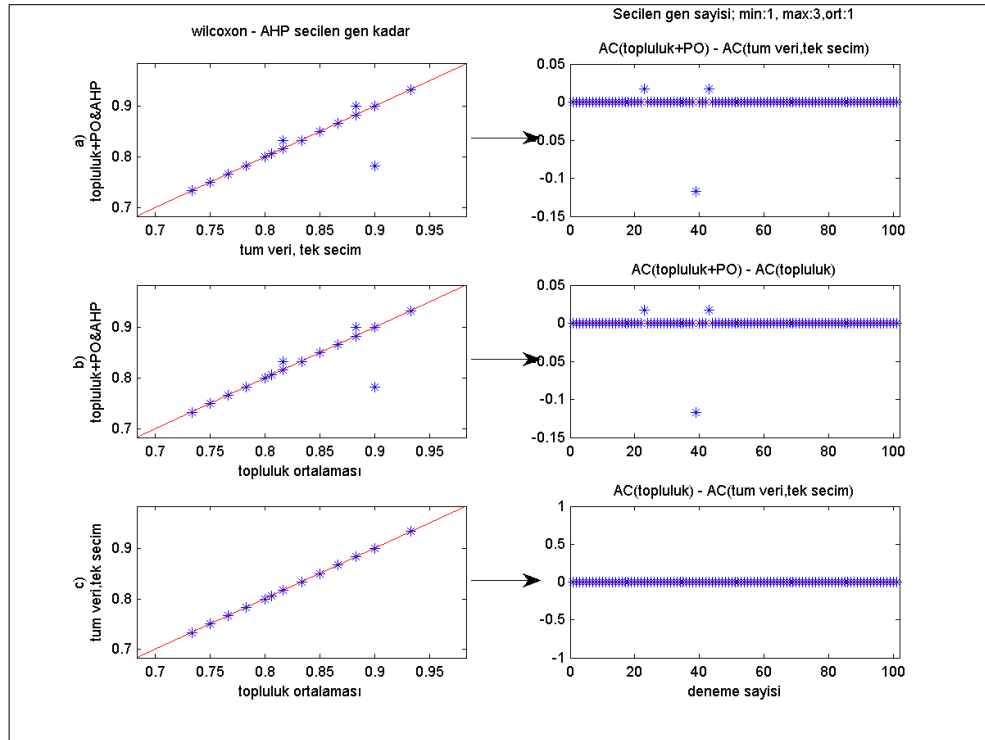 wilcoxon - AHP secilen gen kadar
Secilen gen sayisi; min:1, max:3,ort:1
a)
topluluk+PO&AHP
0.9
0.8
0.7
0.7 0.75 0.8 0.85 0.9 0.95
tum veri, tek secim
AC(topluluk+PO) - AC(tum veri,tek secim)
0.05
0
-0.05
-0.1
-0.15
0 20 40 60 80 100
b)
topluluk+PO&AHP
0.9
0.8
0.7
0.7 0.75 0.8 0.85 0.9 0.95
topluluk ortalaması
AC(topluluk+PO) - AC(topluluk)
0.05
0
-0.05
-0.1
-0.15
0 20 40 60 80 100
c)
tum veri,tek secim
0.9
0.8
0.7
0.7 0.75 0.8 0.85 0.9 0.95
topluluk ortalaması
AC(topluluk) - AC(tum veri,tek secim)
1
0.5
0
-0.5
-1
0 20 40 60 80 100
deneme sayisi